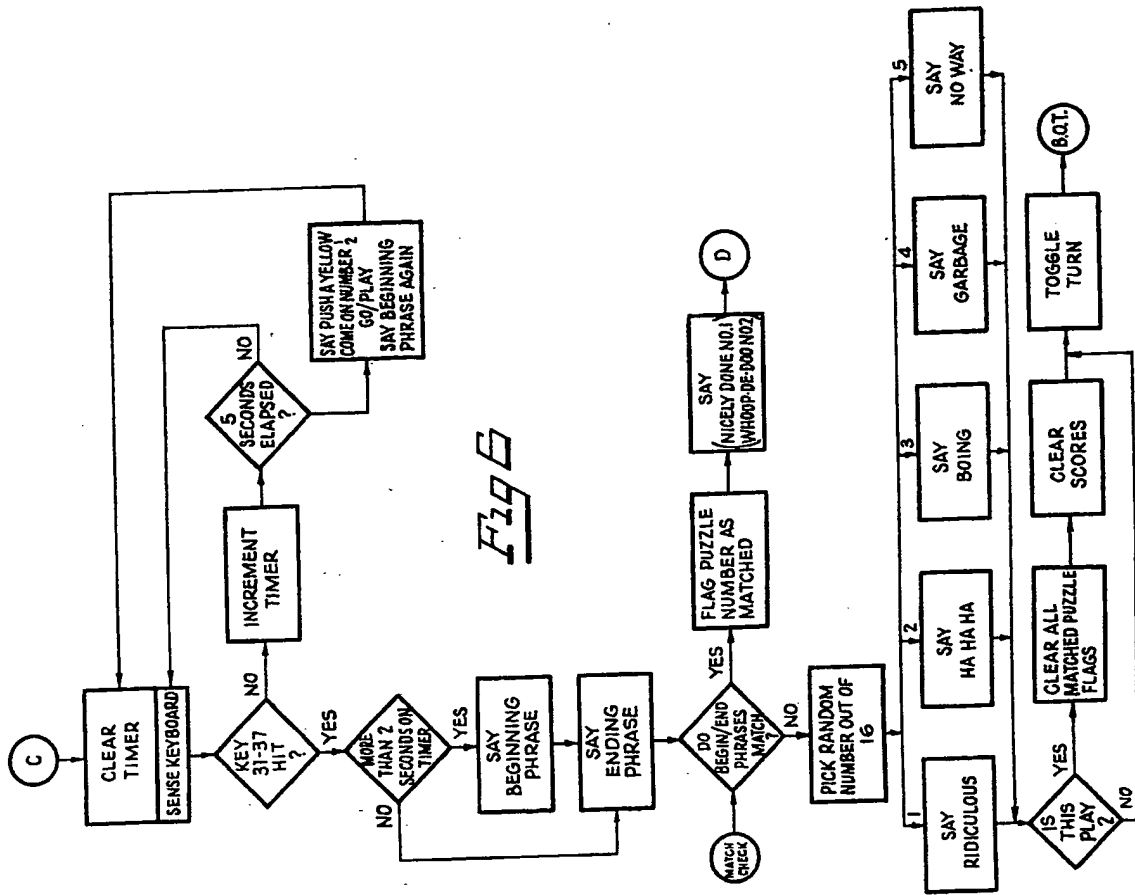 C
CLEAR
TIMER
SENSE KEYBOARD
KEY
31-37
HIT
?
NO
YES
INCREMENT
TIMER
5
SECONDS
ELAPSED
?
NO
SAY PUSH A YELLOW
COME ON NUMBER 1/2
GO/PLAY
SAY BEGINNING
PHRASE AGAIN
MORE
THAN 2
SECONDS ON
TIMER
NO
YES
SAY
BEGINNING
PHRASE
SAY
ENDING
PHRASE
Fig 6
MATCH
CHECK
DO
BEGIN/END
PHRASES
MATCH
?
YES
NO
FLAG PUZZLE
NUMBER AS
MATCHED
SAY
(NICELY DONE NO.1)
(WHOOP-DE-DOO NO.2)
D
PICK RANDOM
NUMBER OUT OF
16
1
SAY
RIDICULOUS
2
SAY
HA HA HA
3
SAY
BOING
4
SAY
GARBAGE
5
SAY
NO WAY
IS
THIS
PLAY
2
YES
NO
CLEAR ALL
MATCHED PUZZLE
FLAGS
CLEAR
SCORES
TOGGLE
TURN
B.O.T.